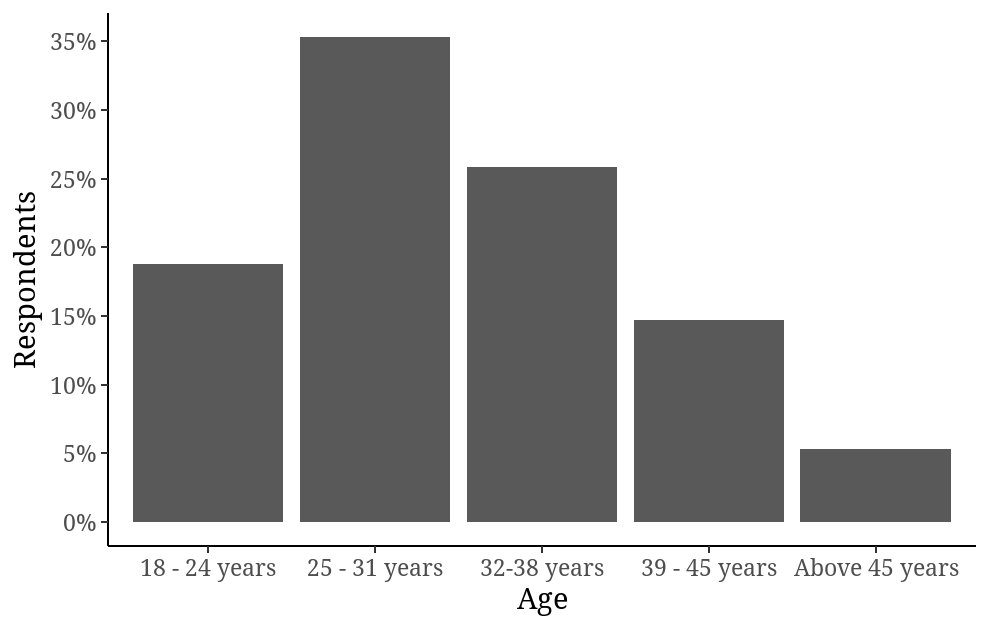 35%
30%
25%
20%
15%
10%
5%
0%
Respondents
18 - 24 years
25 - 31 years
32-38 years
39 - 45 years
Above 45 years
Age